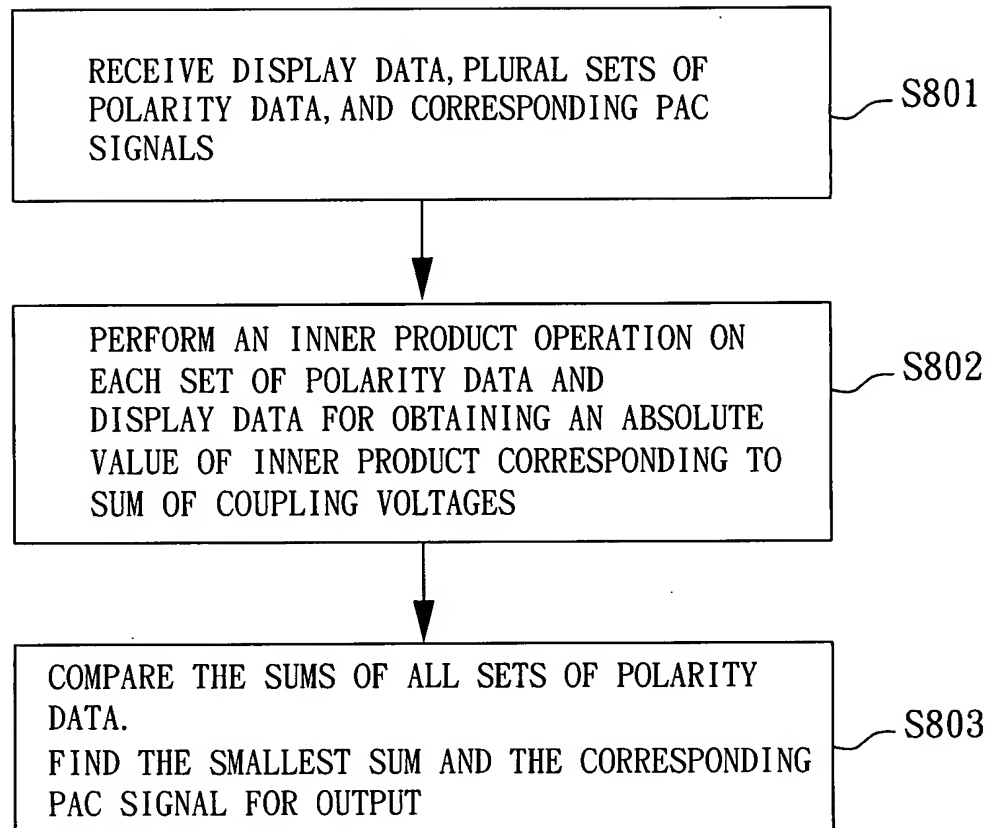 RECEIVE DISPLAY DATA, PLURAL SETS OF
POLARITY DATA, AND CORRESPONDING PAC
SIGNALS
S801
PERFORM AN INNER PRODUCT OPERATION ON
EACH SET OF POLARITY DATA AND
DISPLAY DATA FOR OBTAINING AN ABSOLUTE
VALUE OF INNER PRODUCT CORRESPONDING TO
SUM OF COUPLING VOLTAGES
S802
COMPARE THE SUMS OF ALL SETS OF POLARITY
DATA.
FIND THE SMALLEST SUM AND THE CORRESPONDING
PAC SIGNAL FOR OUTPUT
S803